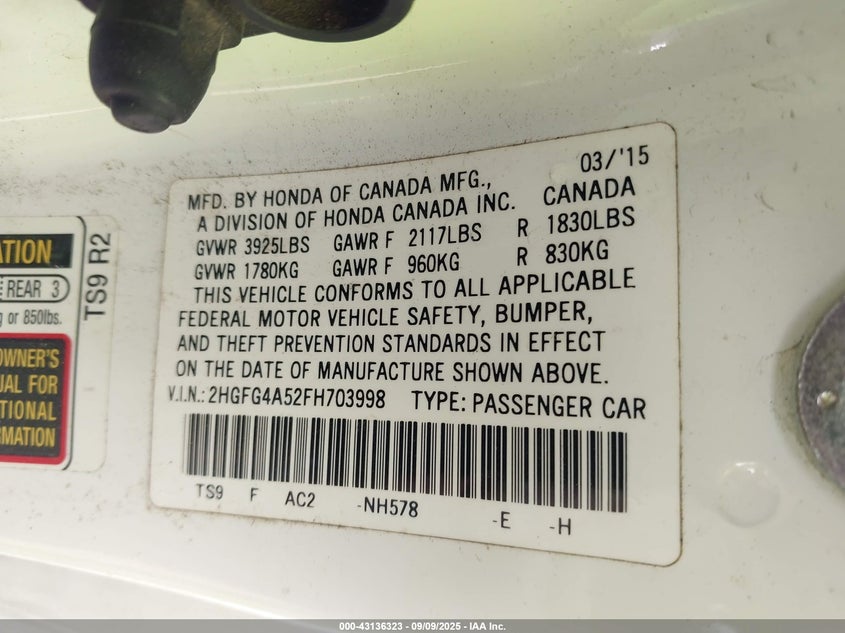 03/'15
MFD. BY HONDA OF CANADA MFG.,
A DIVISION OF HONDA CANADA INC. CANADA
GVWR 3925LBS GAWR F 2117LBS R 1830LBS
GVWR 1780KG GAWR F 960KG R 830KG
THIS VEHICLE CONFORMS TO ALL APPLICABLE
FEDERAL MOTOR VEHICLE SAFETY, BUMPER,
AND THEFT PREVENTION STANDARDS IN EFFECT
ON THE DATE OF MANUFACTURE SHOWN ABOVE.
V.I.N.: 2HGFG4A52FH703998 TYPE: PASSENGER CAR
TS9 F AC2 -NH578 -E -H
ATION
REAR 3
or 850lbs.
OWNER'S
UAL FOR
TIONAL
RMATION
TS9 R2
000-43136323 - 09/09/2025 - IAA Inc.